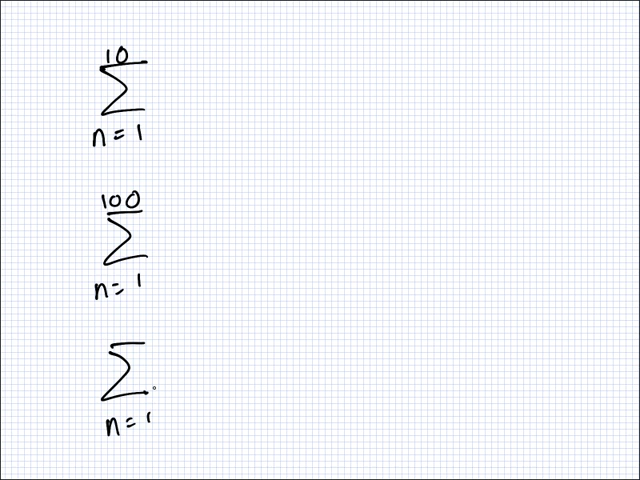 10
∑
n = 1
100
∑
n = 1
∑
n = 1